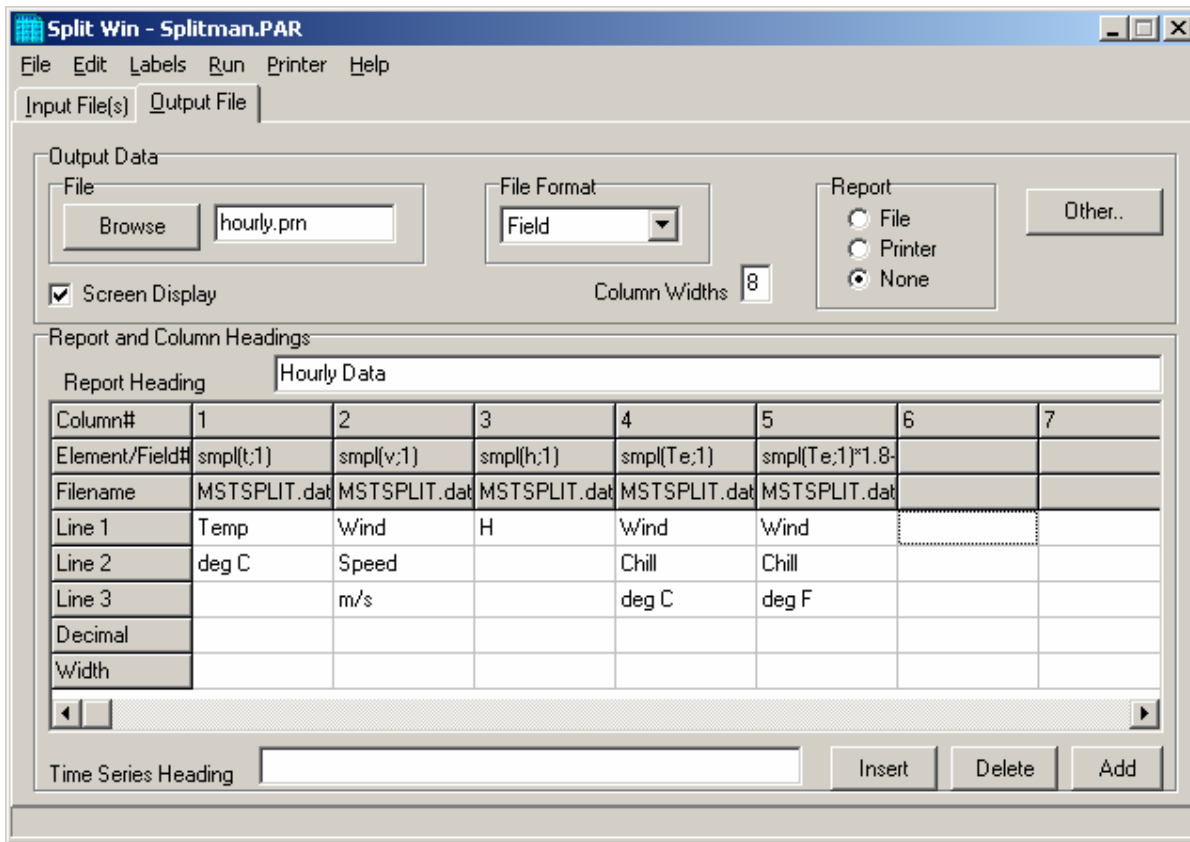 Split Win - Splitman.PAR
File Edit Labels Run Printer Help
Input File(s) Output File
Output Data
File File Format Report
Browse hourly.prn Field File Other..
Printer
Screen Display Column Widths 8 None
Report and Column Headings
Report Heading Hourly Data
Column# 1 2 3 4 5 6 7
Element/Field# smpl(t;1) smpl(v;1) smpl(h;1) smpl(Te;1) smpl(Te;1)*1.8-
Filename MSTSPLIT.dat MSTSPLIT.dat MSTSPLIT.dat MSTSPLIT.dat MSTSPLIT.dat
Line 1 Temp Wind H Wind Wind
Line 2 deg C Speed Chill Chill
Line 3 m/s deg C deg F
Decimal
Width
Time Series Heading Insert Delete Add